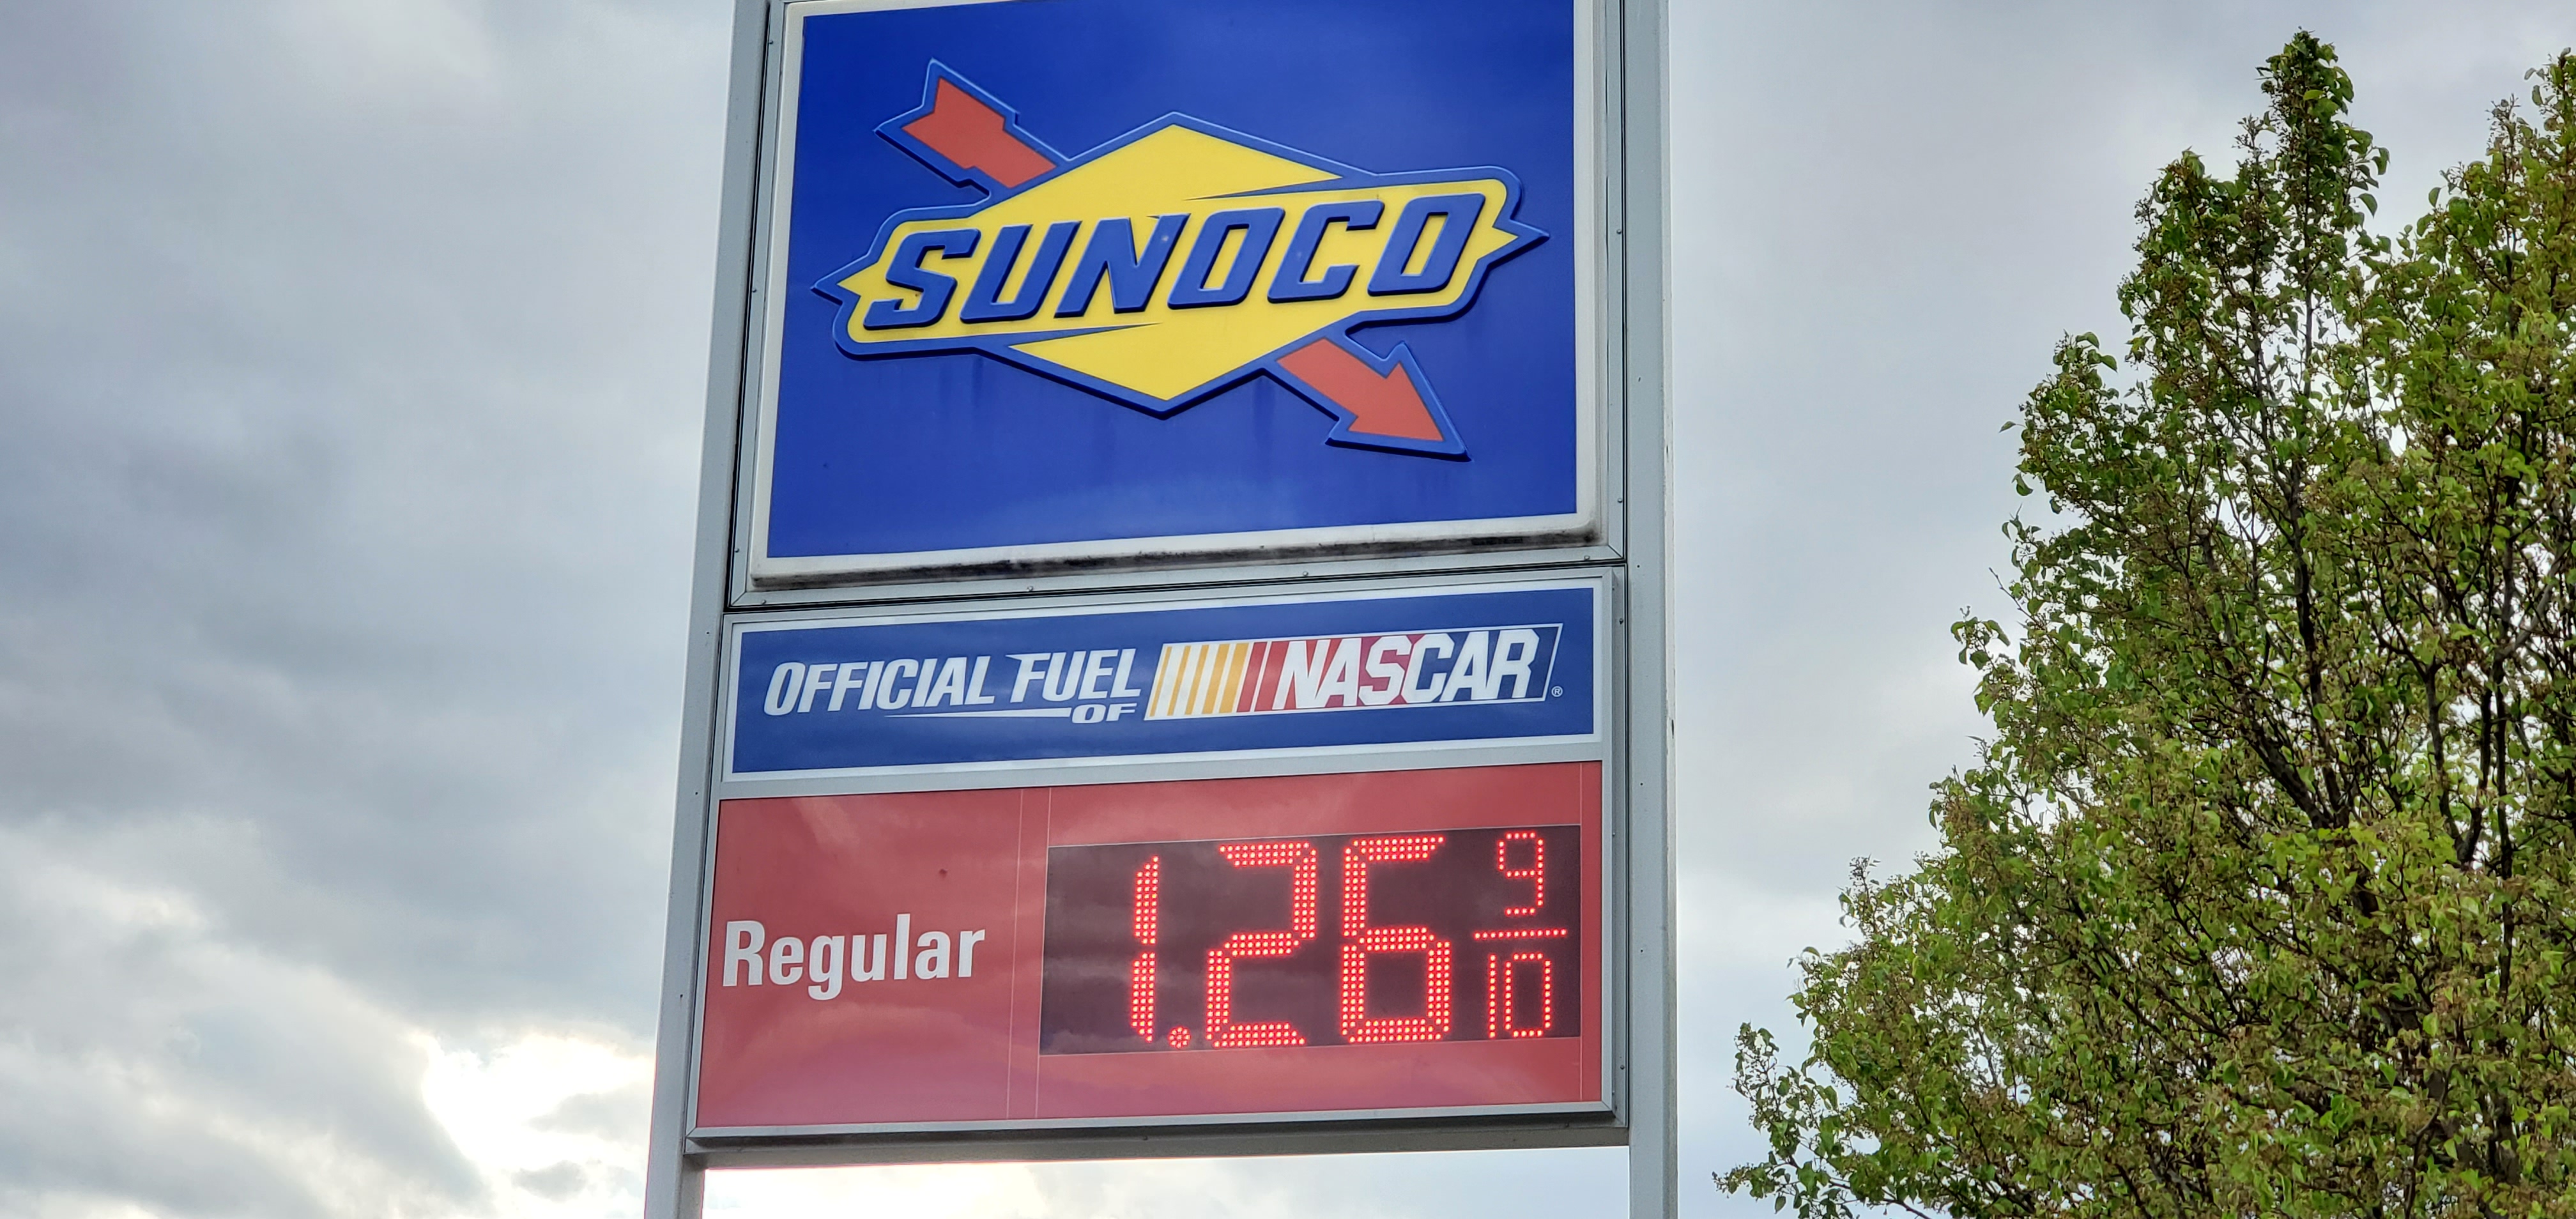 SUNOCO
OFFICIAL FUEL OF NASCAR®
Regular 1.26 9/10